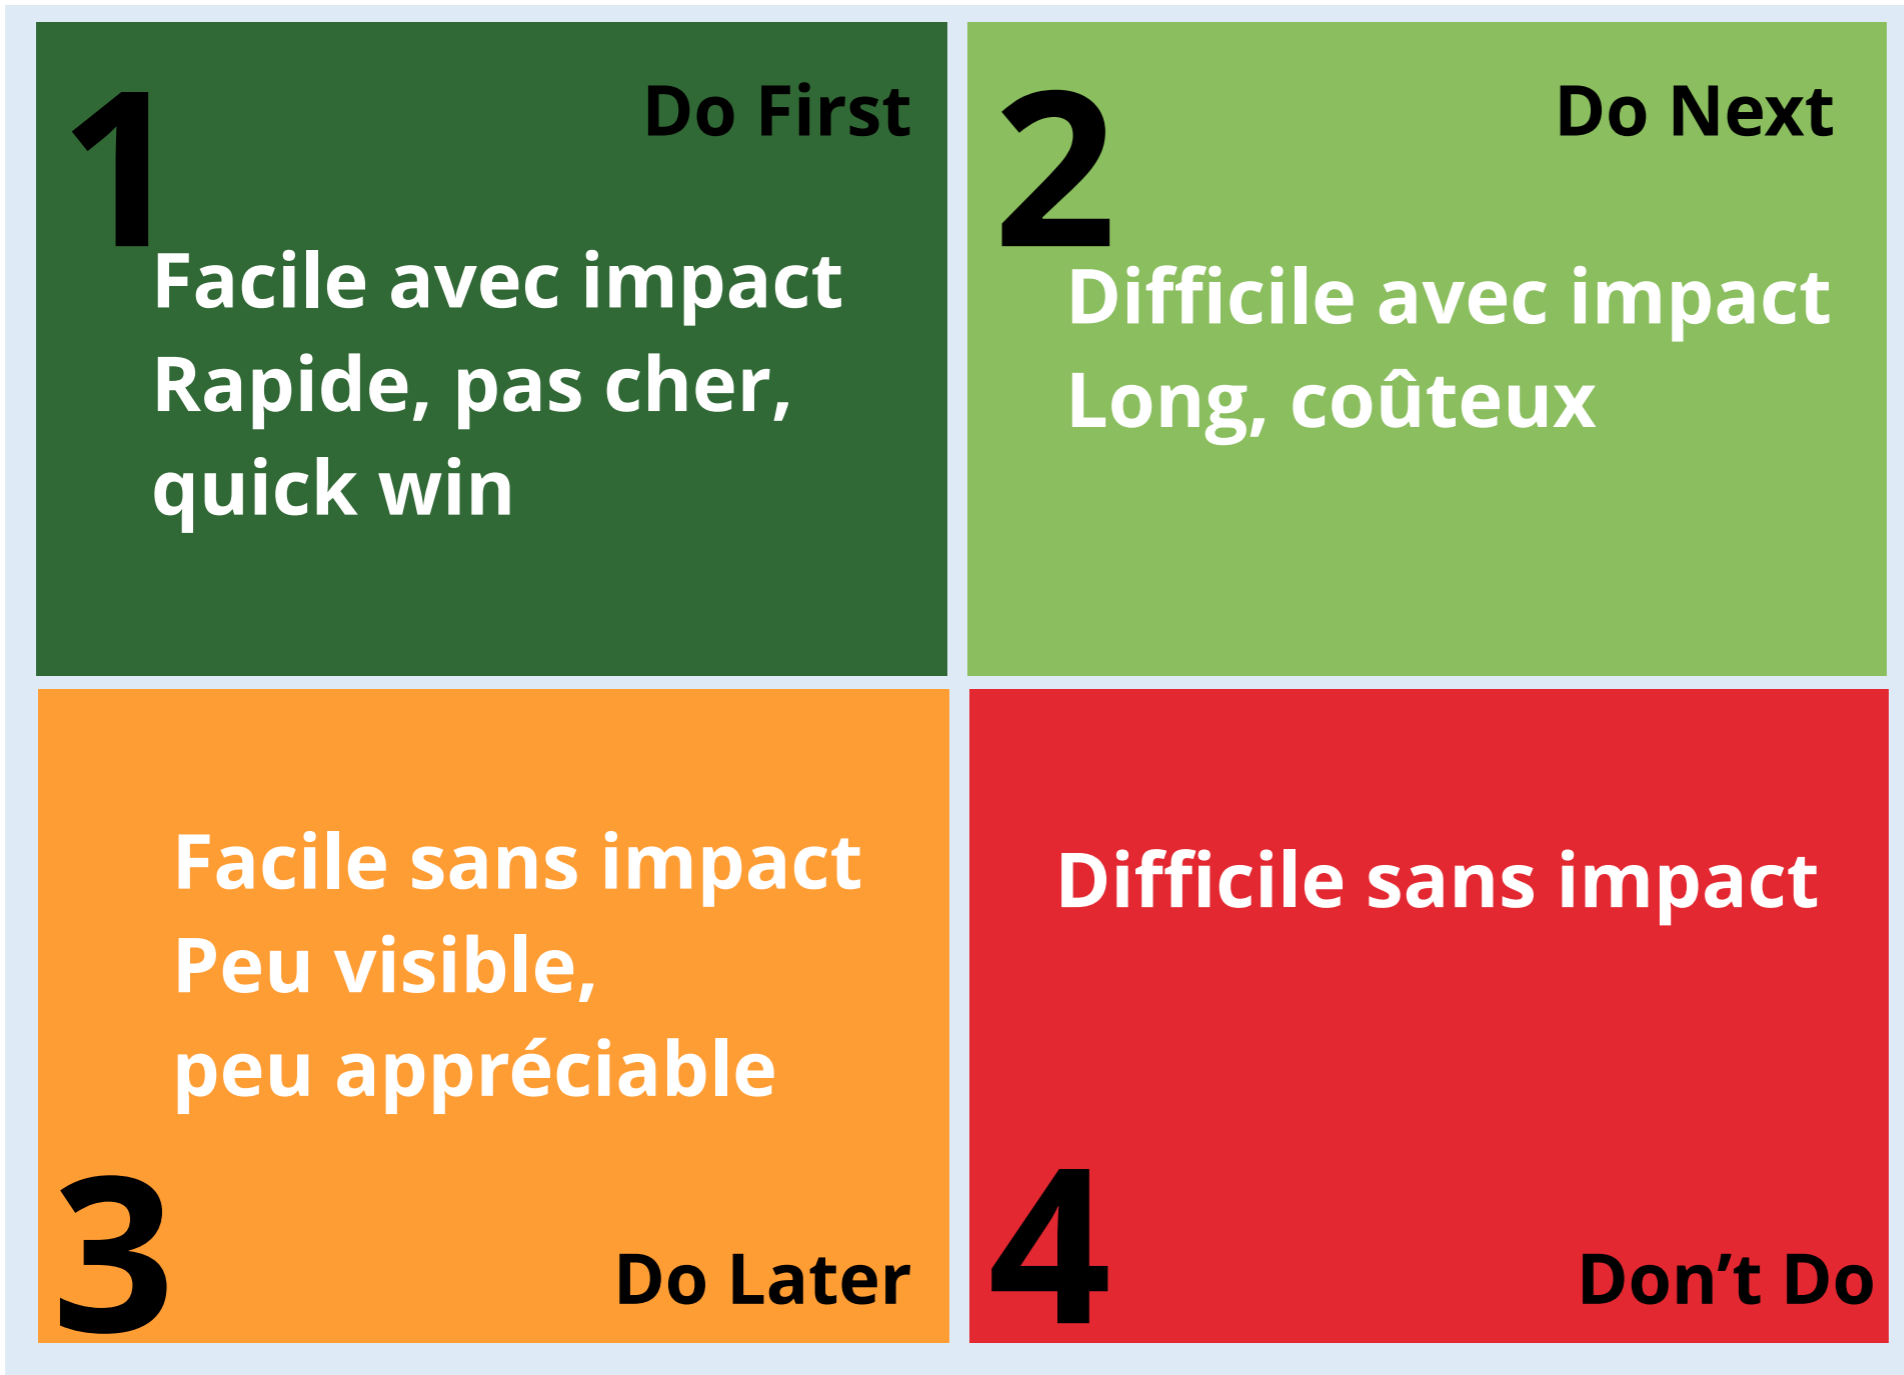 1
Do First
Facile avec impact
Rapide, pas cher,
quick win
2
Do Next
Difficile avec impact
Long, coûteux
Facile sans impact
Peu visible,
peu appréciable
3
Do Later
Difficile sans impact
4
Don’t Do